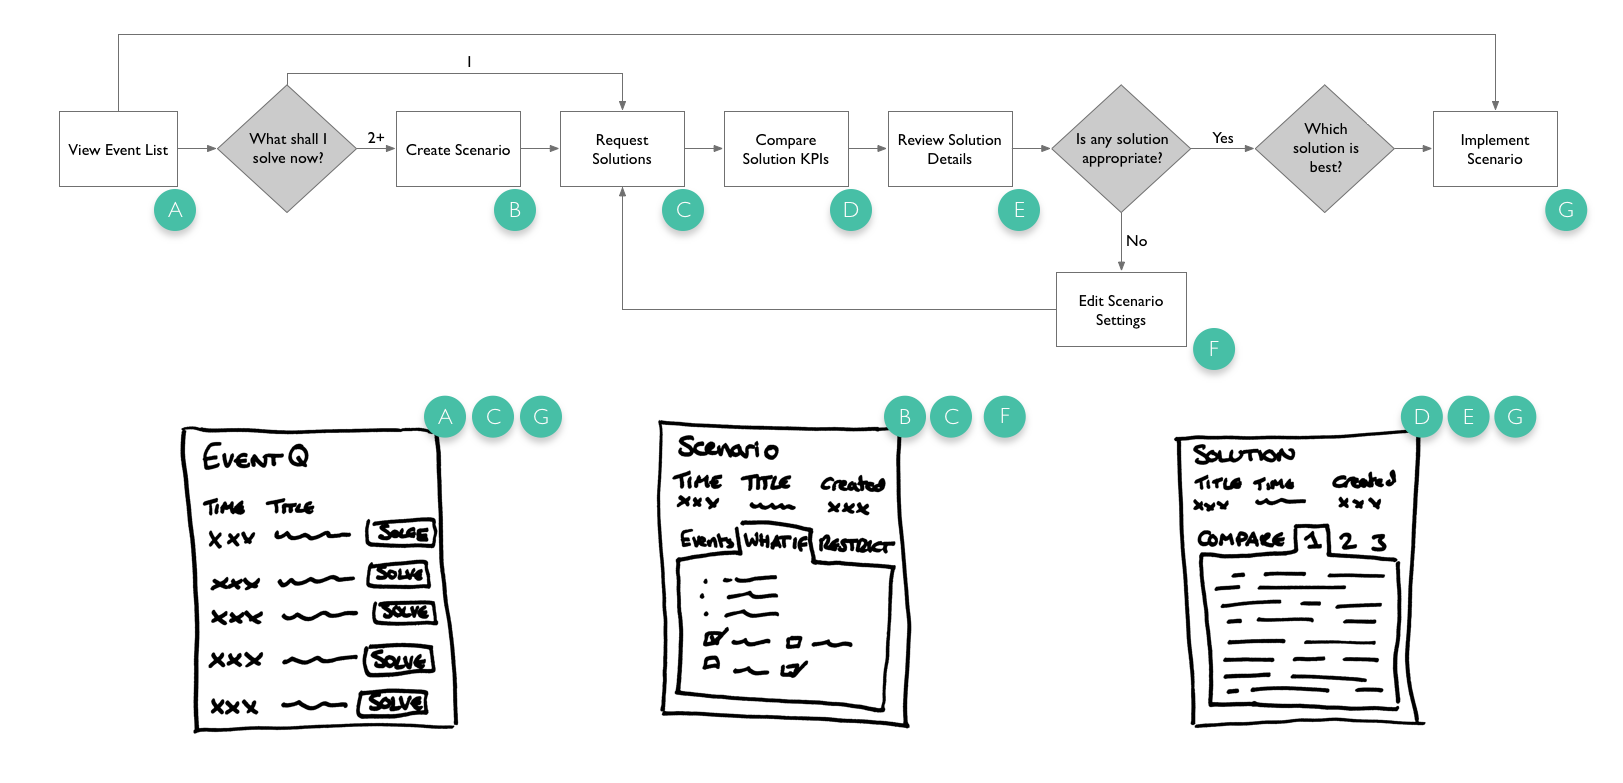 1
View Event List
What shall I
solve now?
2+
Create Scenario
Request
Solutions
Compare
Solution KPIs
Review Solution
Details
Is any solution
appropriate?
Yes
Which
solution is
best?
Implement
Scenario
A
B
C
D
E
G
No
Edit Scenario
Settings
F
A C G
EVENT Q
TIME TITLE
XXX SOLVE
XXX SOLVE
XXX SOLVE
XXX SOLVE
XXX SOLVE
B C F
Scenario
TIME TITLE Created
XXX XXX
Events WHAT IF RESTRICT
D E G
SOLUTION
TITLE TIME Created
XXX XXX
COMPARE 1 2 3